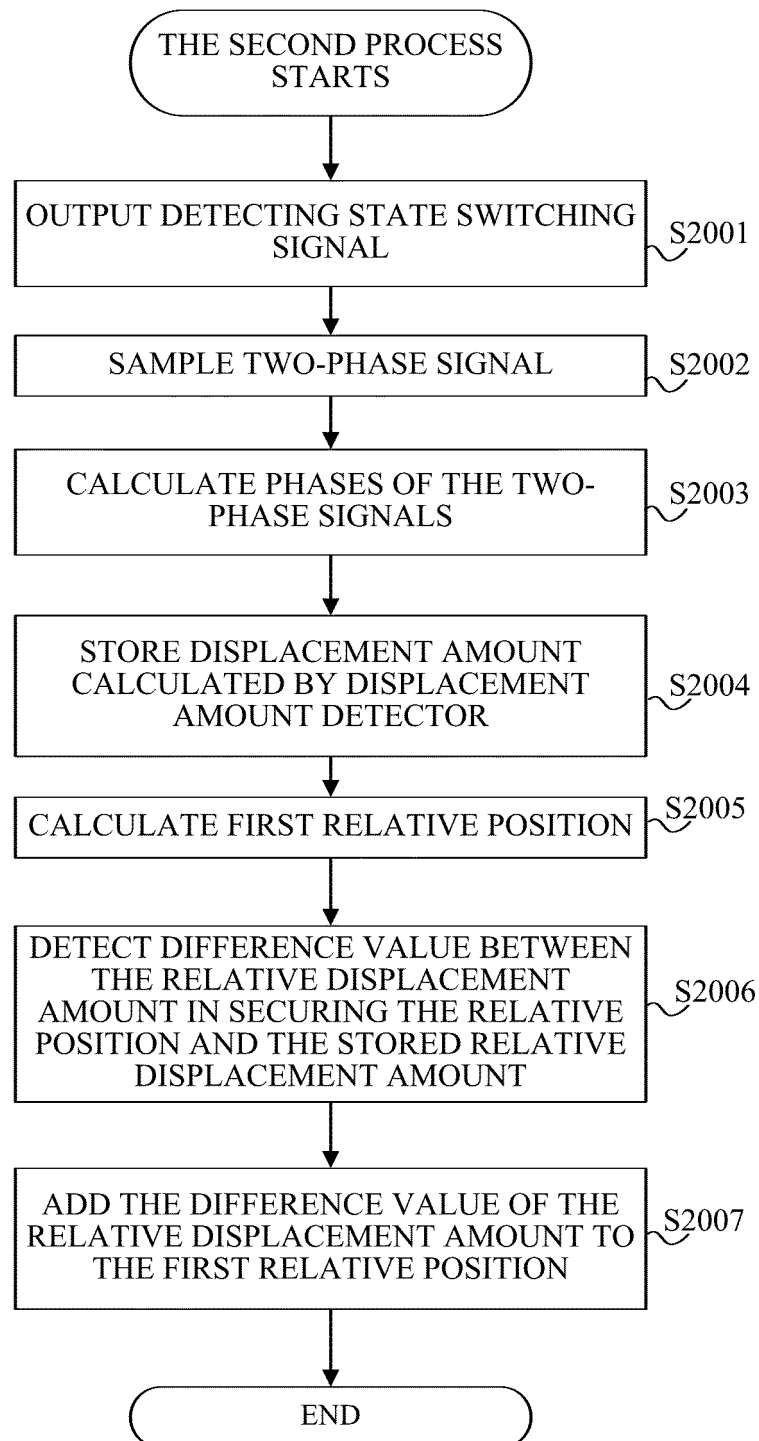 THE SECOND PROCESS
STARTS
OUTPUT DETECTING STATE SWITCHING
SIGNAL
S2001
SAMPLE TWO-PHASE SIGNAL
S2002
CALCULATE PHASES OF THE TWO-
PHASE SIGNALS
S2003
STORE DISPLACEMENT AMOUNT
CALCULATED BY DISPLACEMENT
AMOUNT DETECTOR
S2004
CALCULATE FIRST RELATIVE POSITION
S2005
DETECT DIFFERENCE VALUE BETWEEN
THE RELATIVE DISPLACEMENT
AMOUNT IN SECURING THE RELATIVE
POSITION AND THE STORED RELATIVE
DISPLACEMENT AMOUNT
S2006
ADD THE DIFFERENCE VALUE OF THE
RELATIVE DISPLACEMENT AMOUNT TO
THE FIRST RELATIVE POSITION
S2007
END